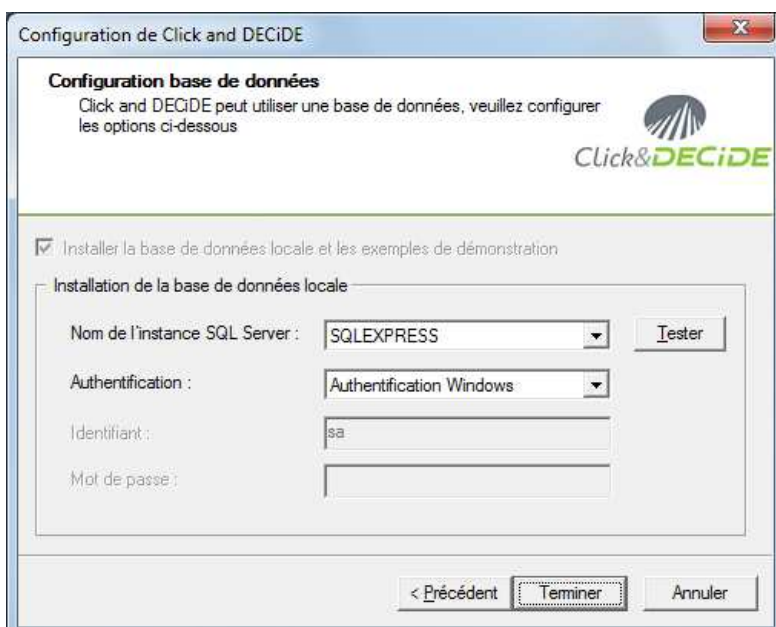 Configuration de Click and DECiDE
Configuration base de données
Click and DECiDE peut utiliser une base de données, veuillez configurer
les options ci-dessous
Click&DECiDE
Installer la base de données locale et les exemples de démonstration
Installation de la base de données locale
Nom de l'instance SQL Server :
SQLEXPRESS
Tester
Authentification :
Authentification Windows
Identifiant :
sa
Mot de passe :
< Précédent
Terminer
Annuler